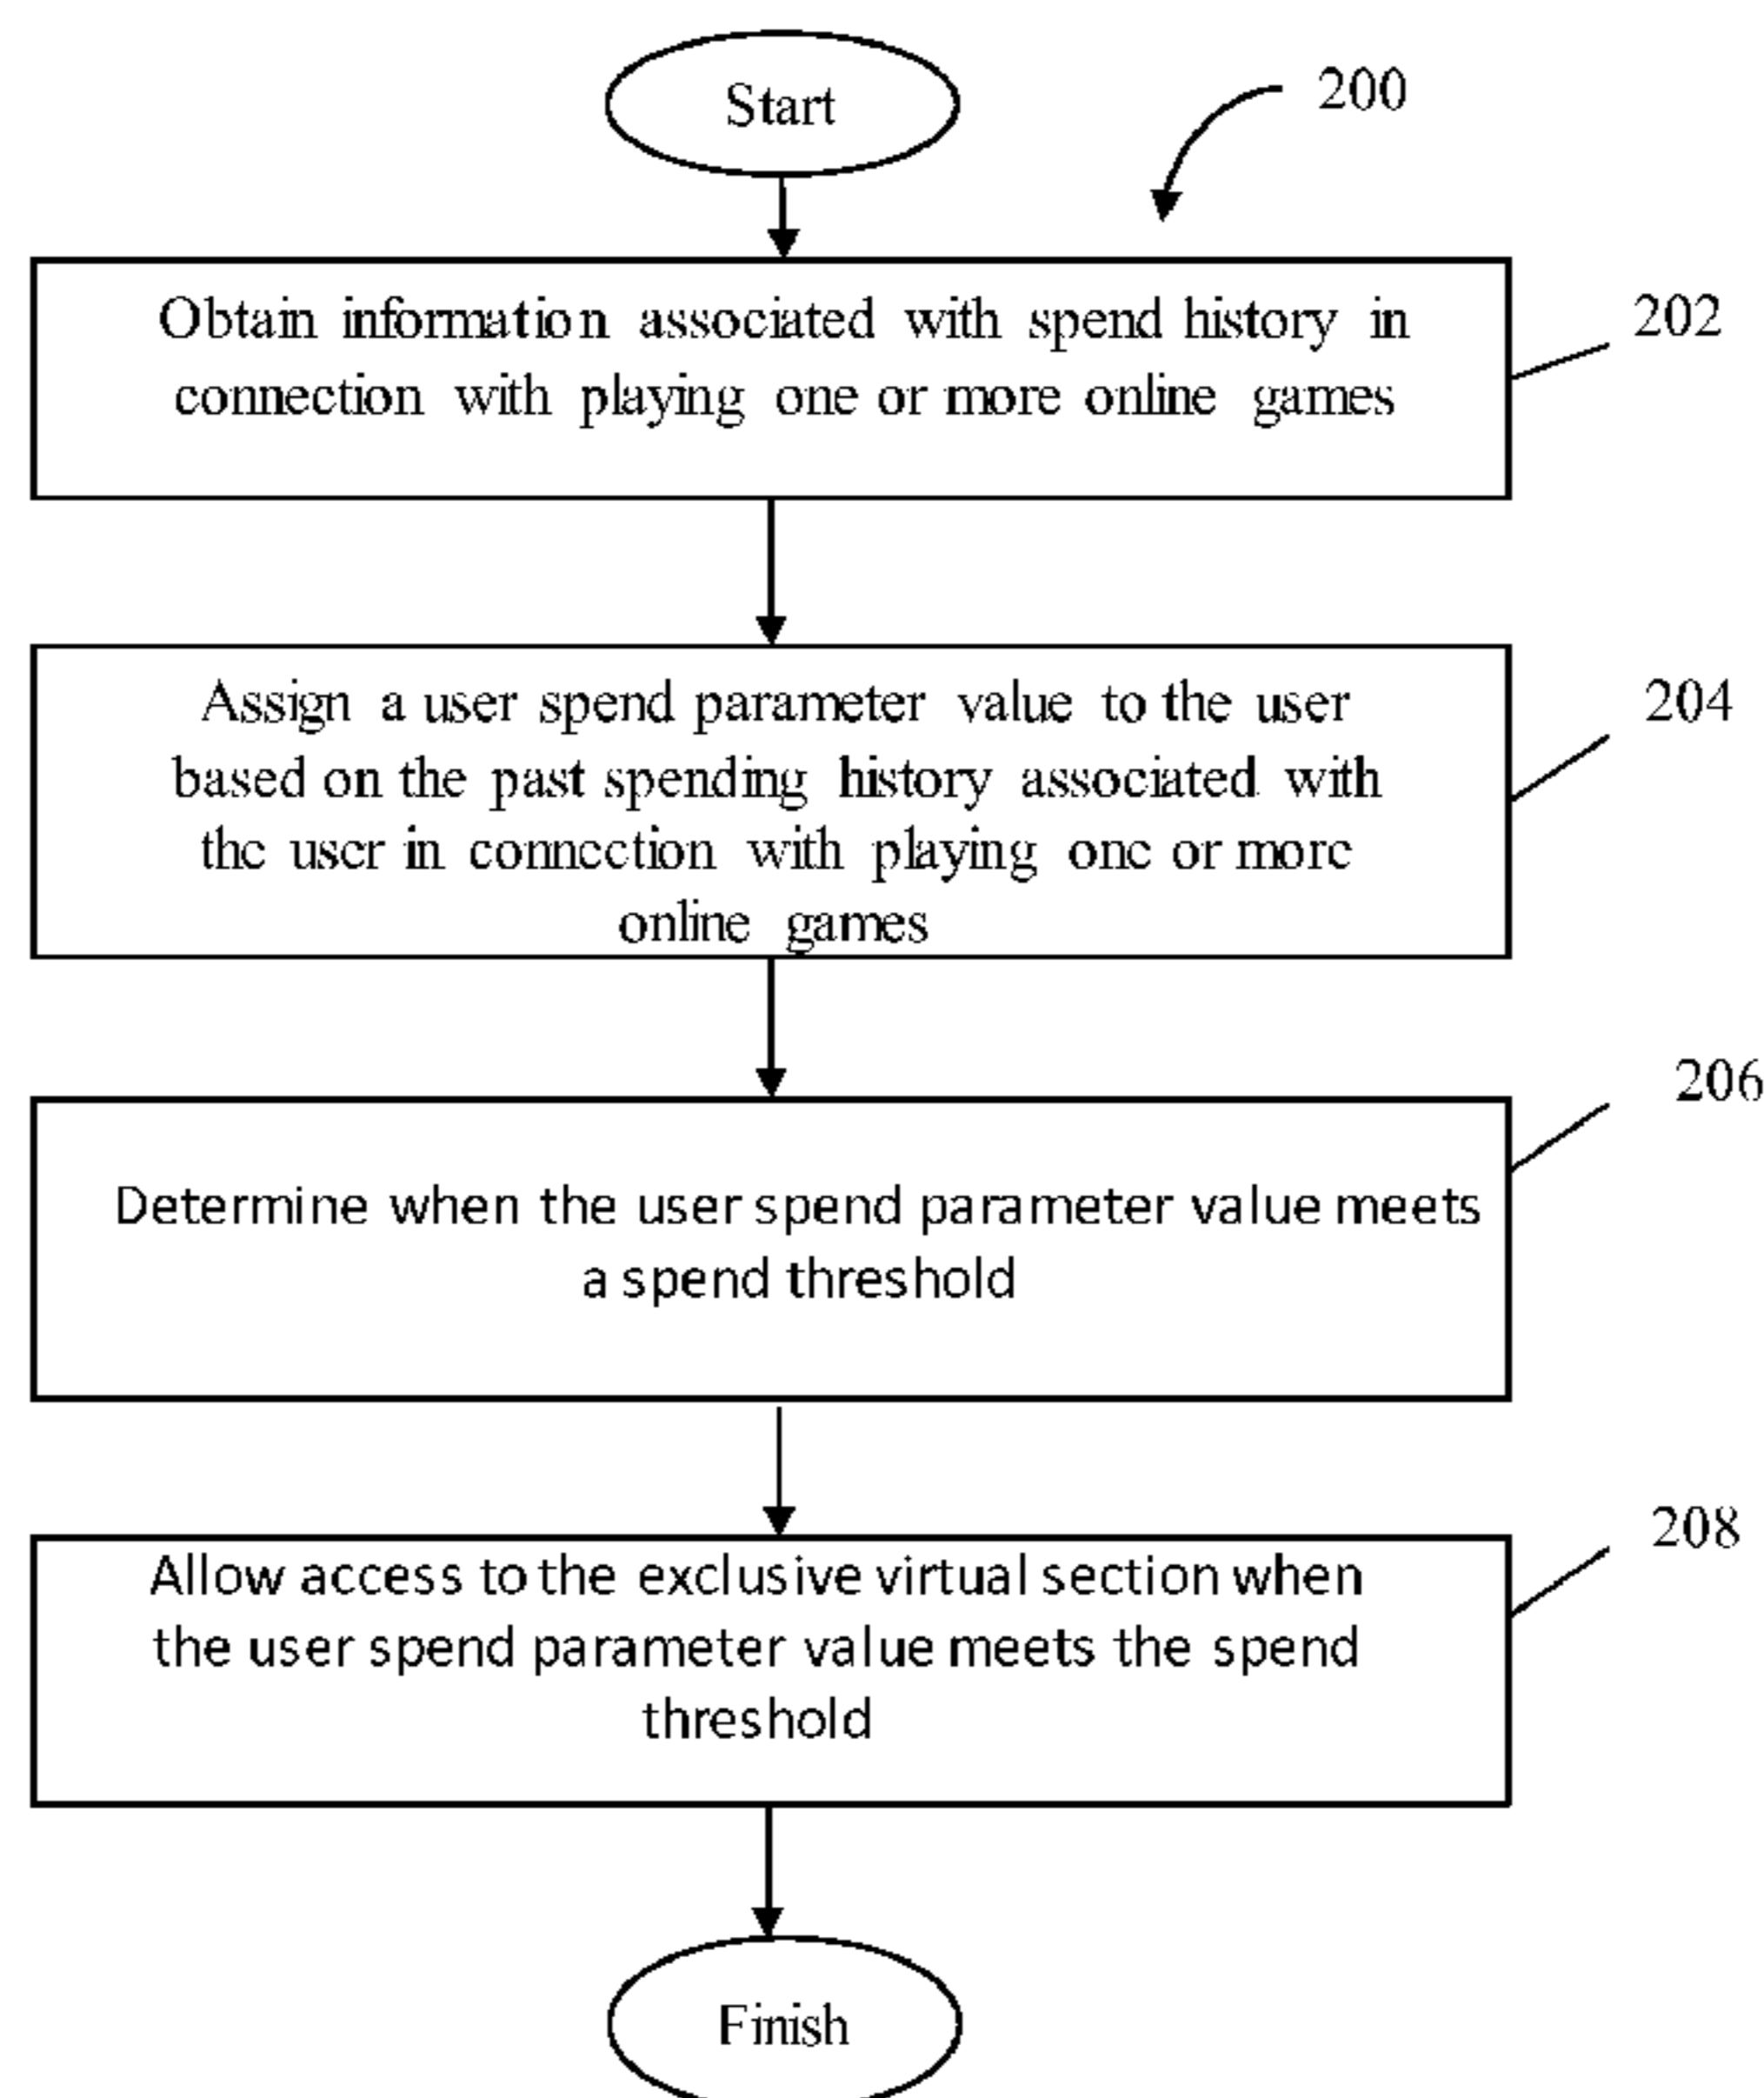 Start
200
Obtain information associated with spend history in
connection with playing one or more online games
202
Assign a user spend parameter value to the user
based on the past spending history associated with
the user in connection with playing one or more
online games
204
Determine when the user spend parameter value meets
a spend threshold
206
Allow access to the exclusive virtual section when
the user spend parameter value meets the spend
threshold
208
Finish